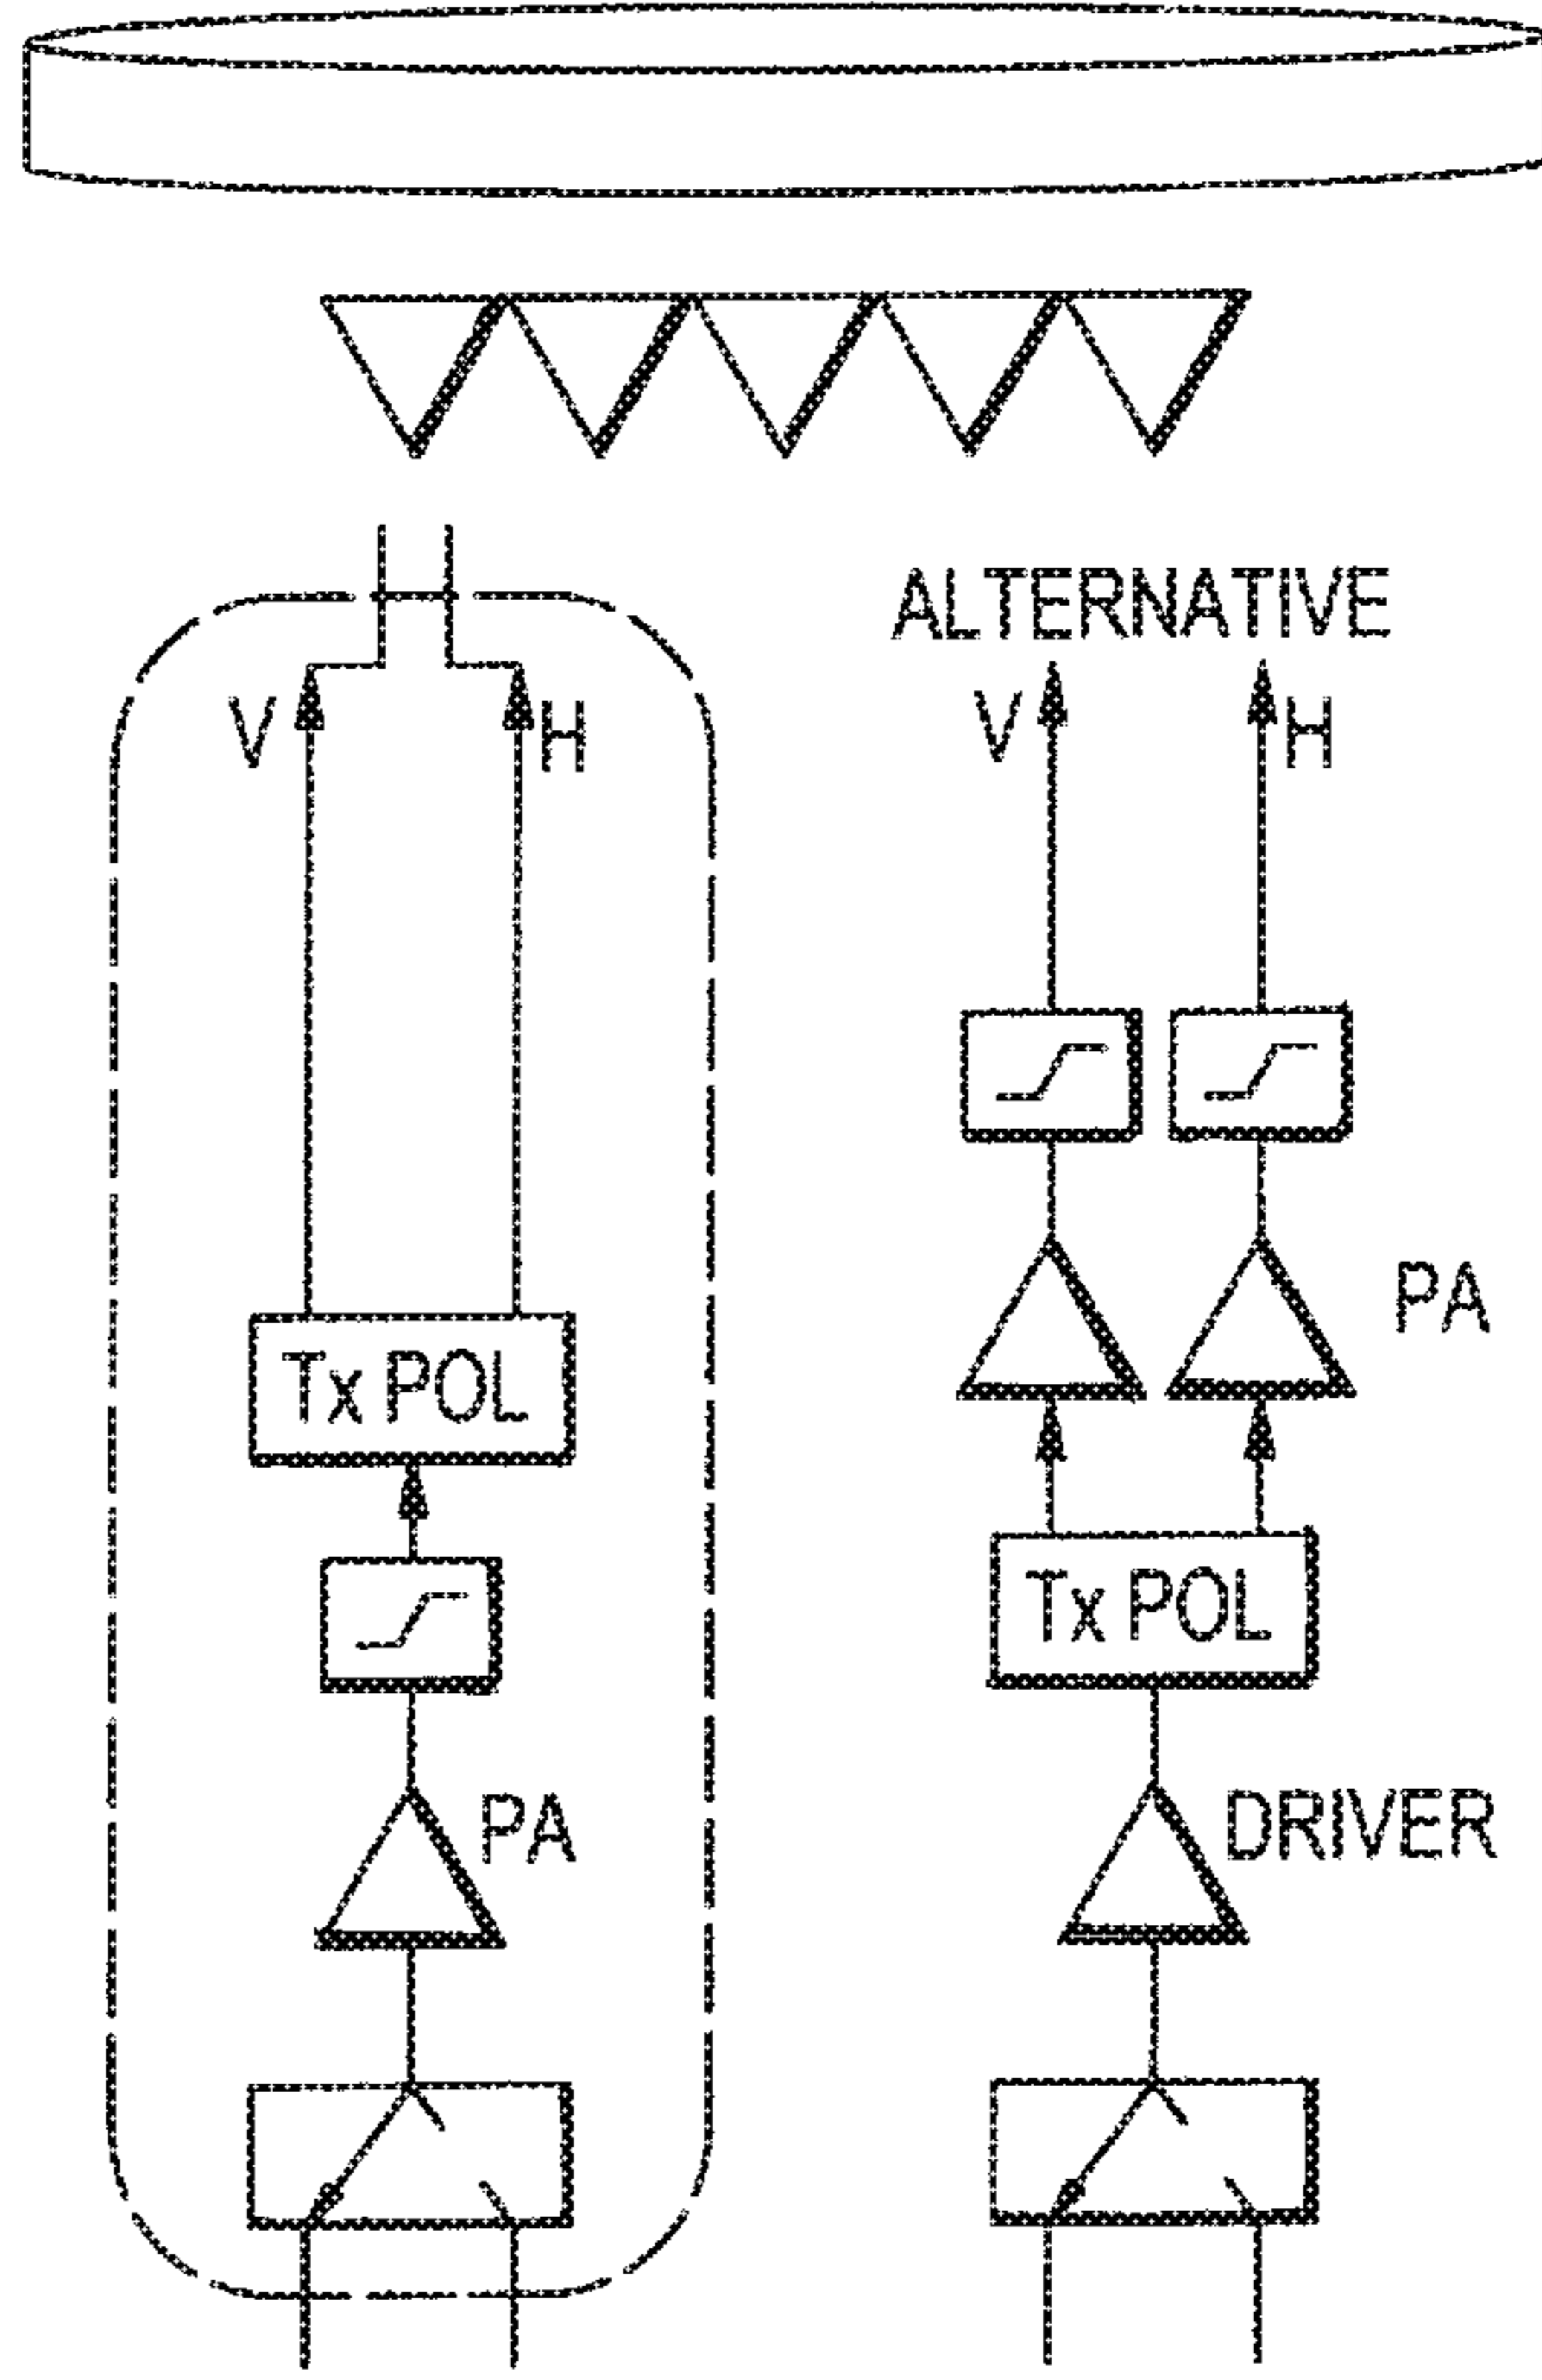 ALTERNATIVE
V
H
V
H
PA
Tx POL
Tx POL
PA
DRIVER